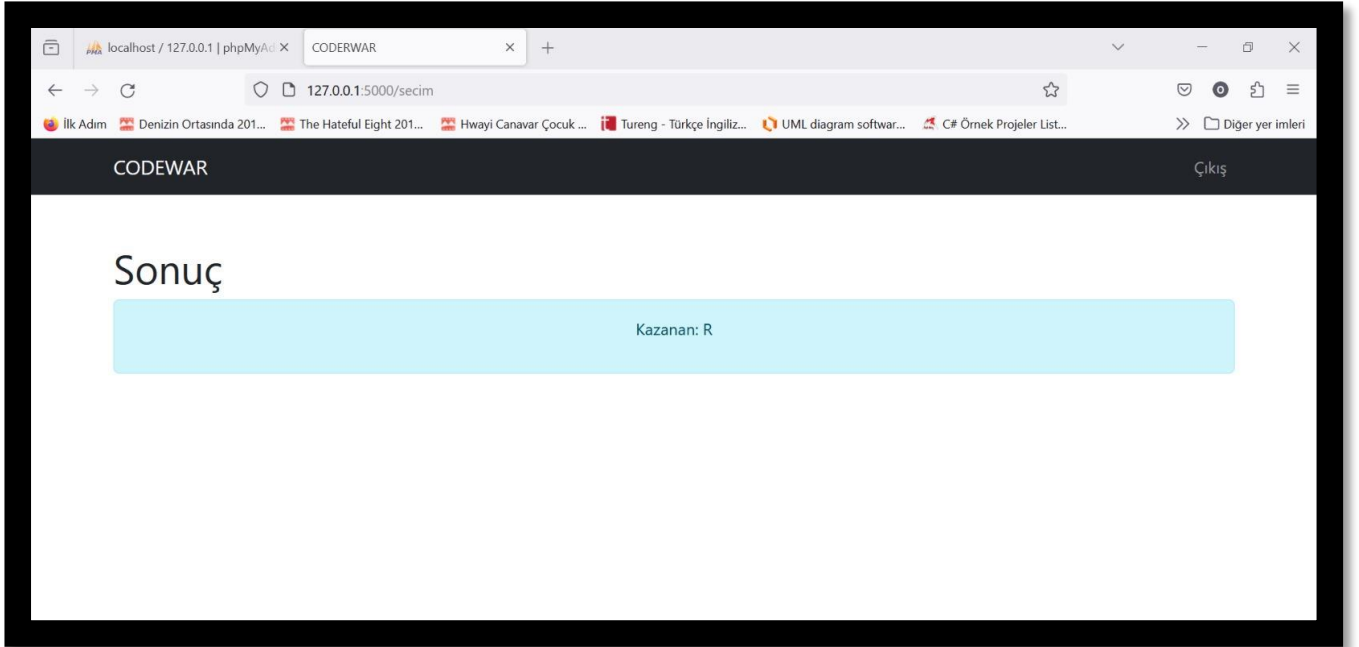 localhost / 127.0.0.1 | phpMyAd
CODERWAR
127.0.0.1:5000/secim
İlk Adım
Denizin Ortasında 201...
The Hateful Eight 201...
Hwayi Canavar Çocuk ...
Tureng - Türkçe İngiliz...
UML diagram softwar...
C# Örnek Projeler List...
Diğer yer imleri
CODEWAR
Çıkış
Sonuç
Kazanan: R